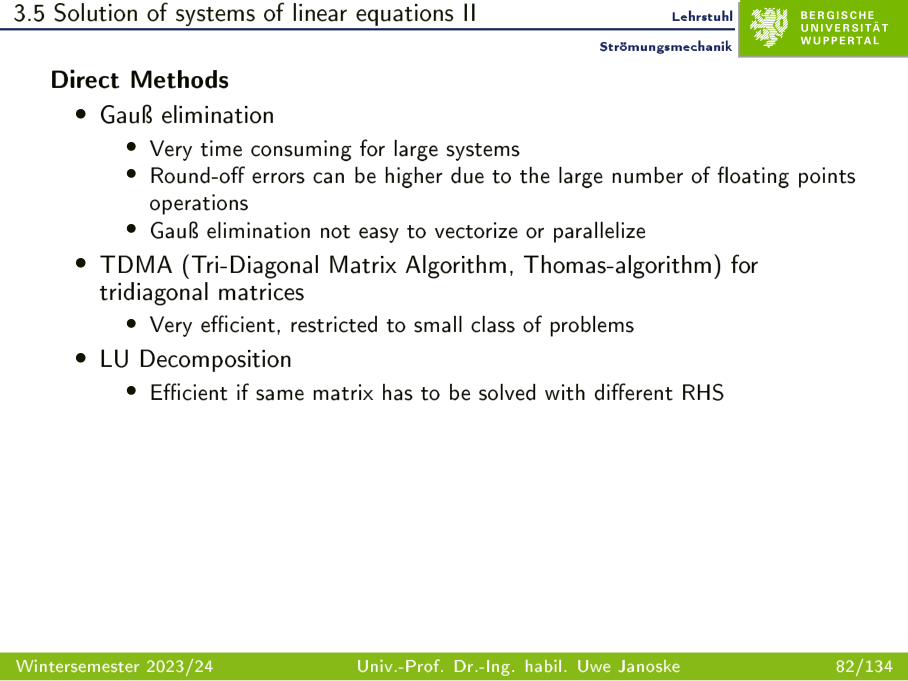 3.5 Solution of systems of linear equations II
Lehrstuhl
Strömungsmechanik
BERGISCHE
UNIVERSITÄT
WUPPERTAL
Direct Methods
• Gauß elimination
• Very time consuming for large systems
• Round-off errors can be higher due to the large number of floating points
operations
• Gauß elimination not easy to vectorize or parallelize
• TDMA (Tri-Diagonal Matrix Algorithm, Thomas-algorithm) for
tridiagonal matrices
• Very efficient, restricted to small class of problems
• LU Decomposition
• Efficient if same matrix has to be solved with different RHS
Wintersemester 2023/24 Univ.-Prof. Dr.-Ing. habil. Uwe Janoske 82/134